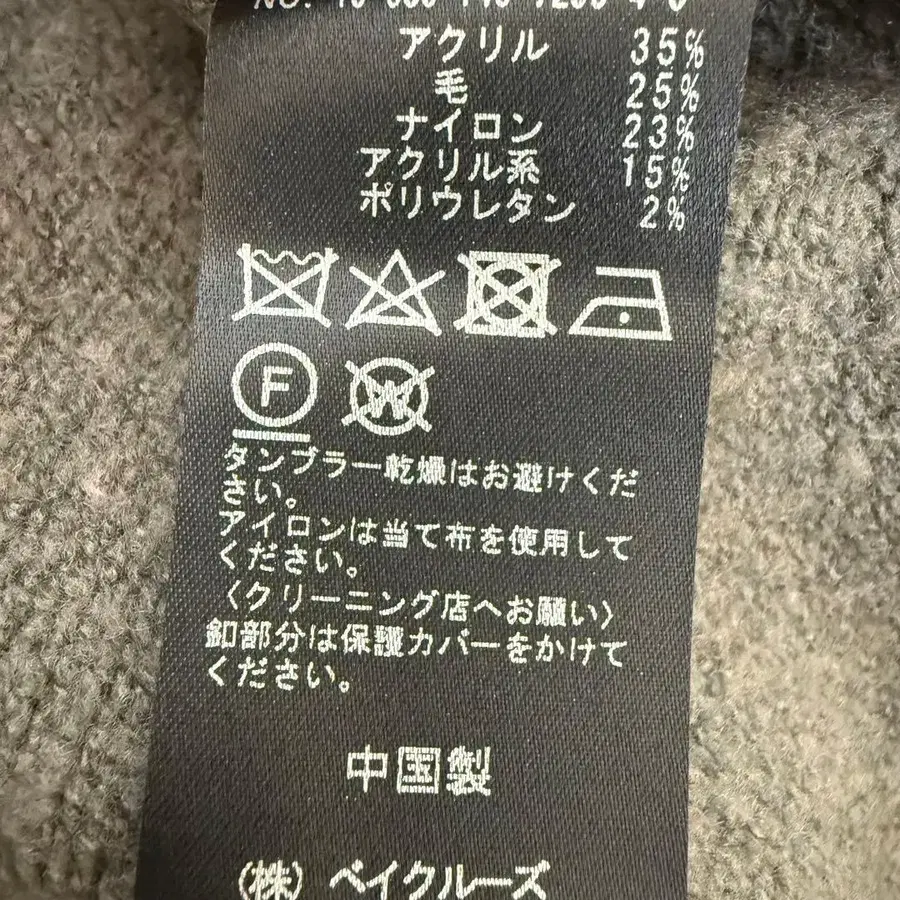 アクリル 35%
毛 25%
ナイロン 23%
アクリル系 15%
ポリウレタン 2%
F W
タンブラー乾燥はお避けくだ
さい。
アイロンは当て布を使用して
ください。
〈クリーニング店へお願い〉
釦部分は保護カバーをかけて
ください。
中国製
(株) ベイクルーズ